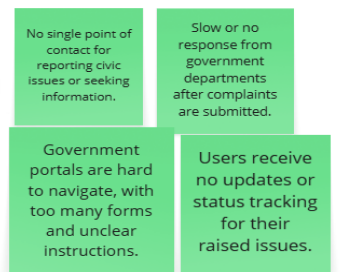 No single point of
contact for
reporting civic
issues or seeking
information.
Slow or no
response from
government
departments
after complaints
are submitted.
Government
portals are hard
to navigate, with
too many forms
and unclear
instructions.
Users receive
no updates or
status tracking
for their
raised issues.